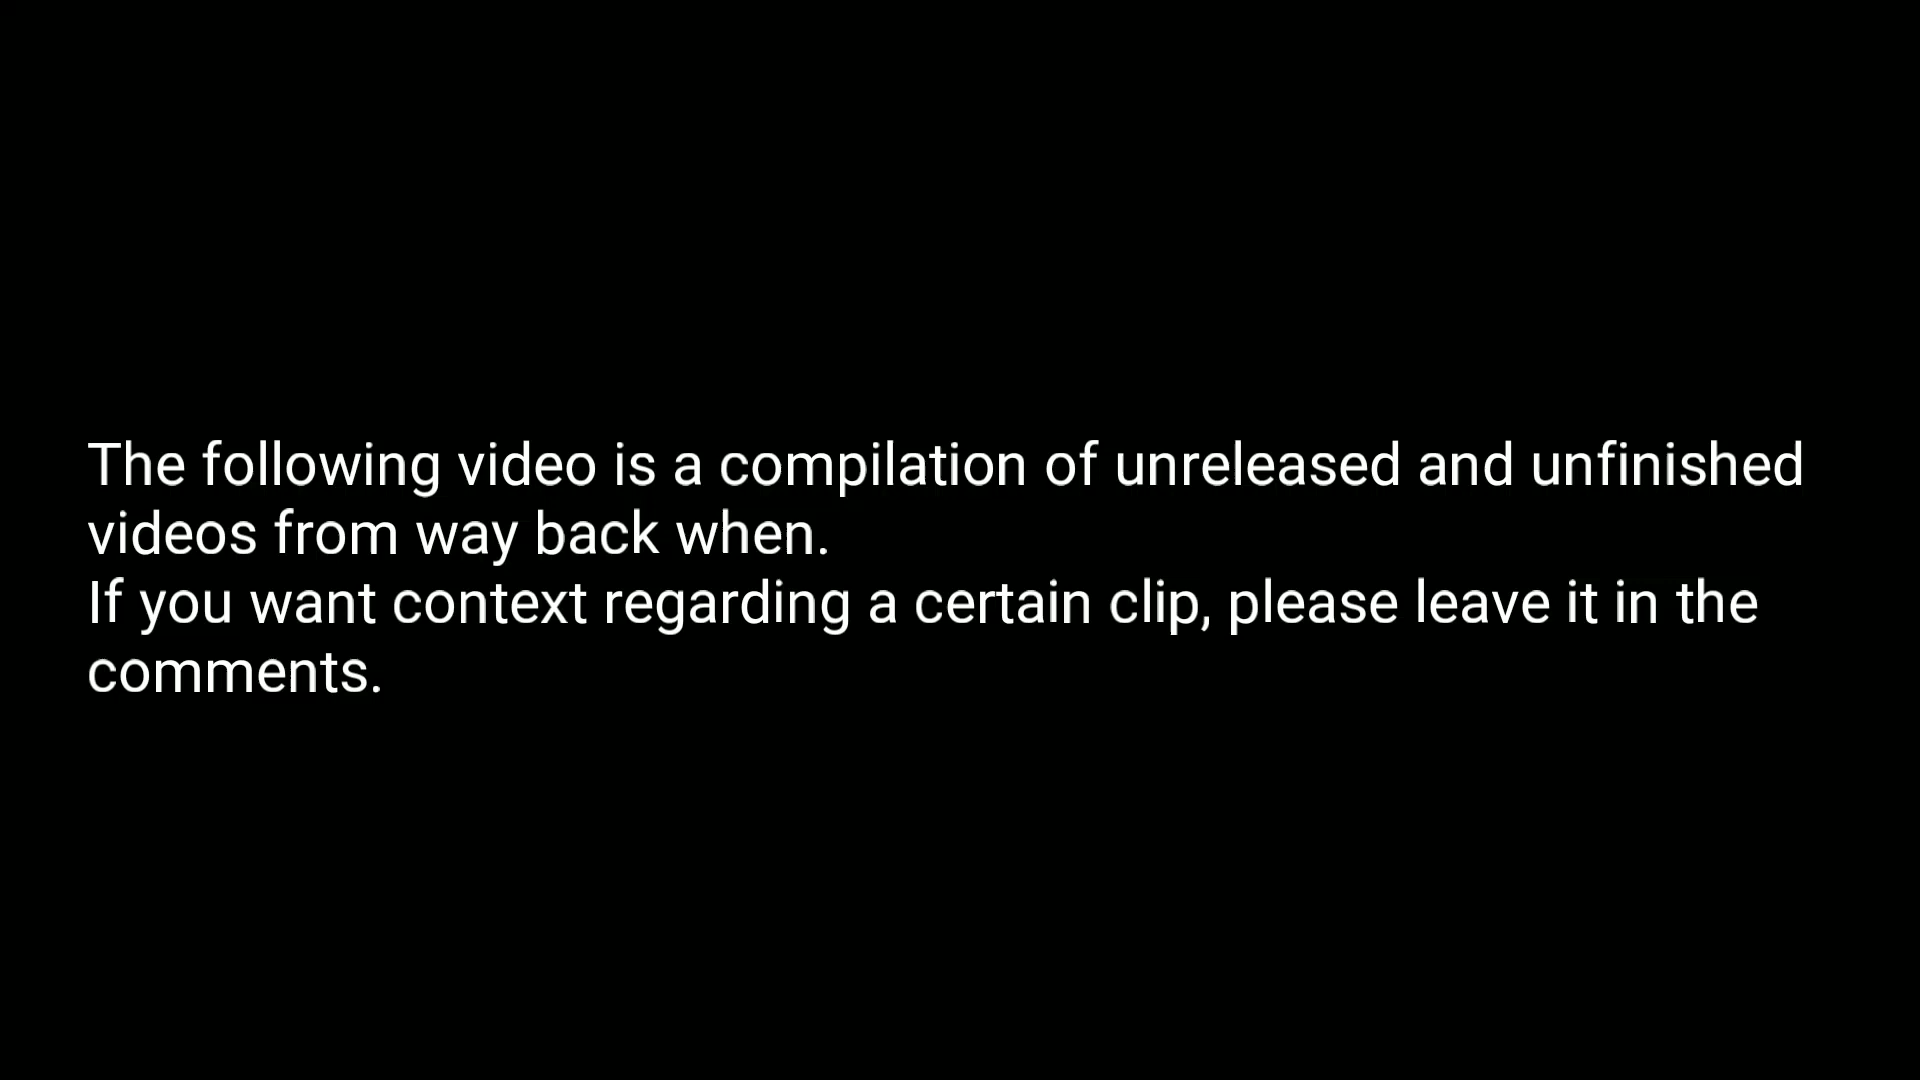 The following video is a compilation of unreleased and unfinished
videos from way back when.
If you want context regarding a certain clip, please leave it in the
comments.